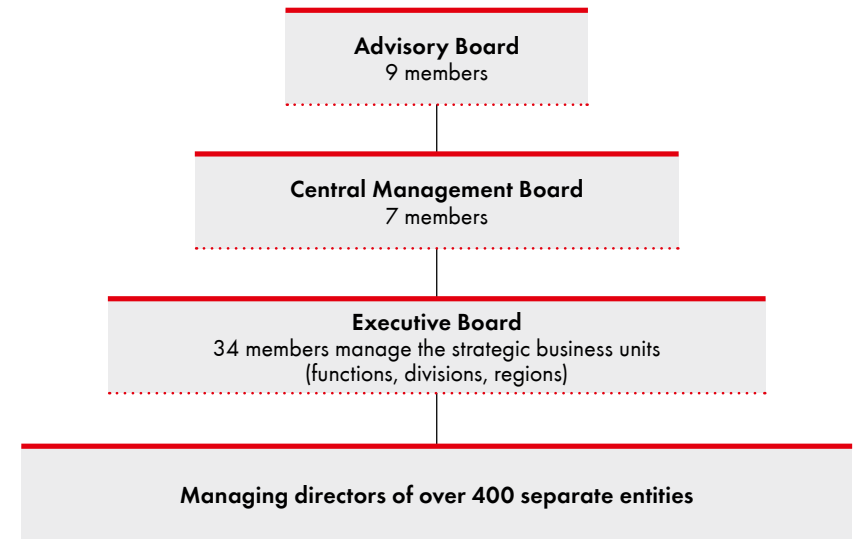 Advisory Board
9 members
Central Management Board
7 members
Executive Board
34 members manage the strategic business units
(functions, divisions, regions)
Managing directors of over 400 separate entities